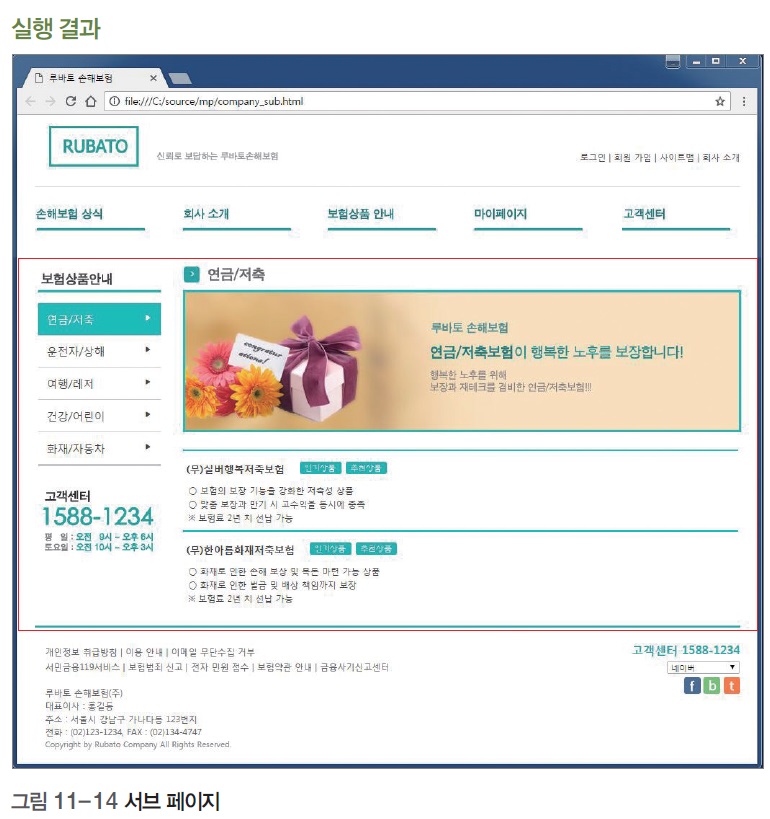 실행 결과
루바토 손해보험
file:///C:/source/mp/company_sub.html
RUBATO
신뢰로 보답하는 루바토손해보험
로그인 | 회원 가입 | 사이트맵 | 회사 소개
손해보험 상식
회사 소개
보험상품 안내
마이페이지
고객센터
보험상품안내
연금/저축
운전자/상해
여행/레저
건강/어린이
화재/자동차
고객센터
1588-1234
평 일 : 오전 9시 ~ 오후 6시
토요일 : 오전 10시 ~ 오후 3시
연금/저축
congratulations!
루바토 손해보험
연금/저축보험이 행복한 노후를 보장합니다!
행복한 노후를 위해
보장과 재테크를 겸비한 연금/저축보험!!!
(무)실버행복저축보험 인기상품 추천상품
○ 보험의 보장 기능을 강화한 저축성 상품
○ 맞춤 보장과 만기 시 고수익을 동시에 충족
※ 보험료 2년 치 선납 가능
(무)한아름화재저축보험 인기상품 추천상품
○ 화재로 인한 손해 보상 및 목돈 마련 가능 상품
○ 화재로 인한 벌금 및 배상 책임까지 보장
※ 보험료 2년 치 선납 가능
개인정보 취급방침 | 이용 안내 | 이메일 무단수집 거부
서민금융119서비스 | 보험범죄 신고 | 전자 민원 접수 | 보험약관 안내 | 금융사기신고센터
루바토 손해보험(주)
대표이사 : 홍길동
주소 : 서울시 강남구 가나다동 123번지
전화 : (02)123-1234, FAX : (02)134-4747
Copyright by Rubato Company All Rights Reserved.
고객센터 1588-1234
네이버
f b t
그림 11-14 서브 페이지